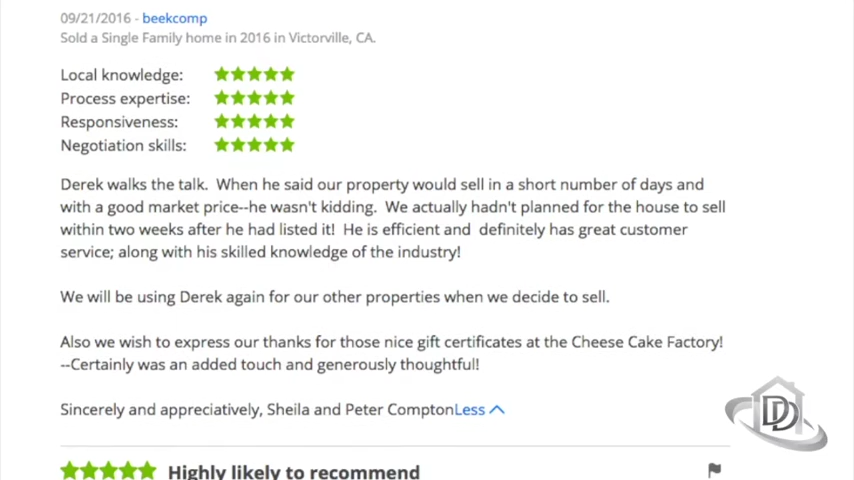 09/21/2016 - beekcomp
Sold a Single Family home in 2016 in Victorville, CA.
Local knowledge:
Process expertise:
Responsiveness:
Negotiation skills:
Derek walks the talk.  When he said our property would sell in a short number of days and
with a good market price--he wasn't kidding.  We actually hadn't planned for the house to sell
within two weeks after he had listed it!  He is efficient and  definitely has great customer
service; along with his skilled knowledge of the industry!
We will be using Derek again for our other properties when we decide to sell.
Also we wish to express our thanks for those nice gift certificates at the Cheese Cake Factory!
--Certainly was an added touch and generously thoughtful!
Sincerely and appreciatively, Sheila and Peter ComptonLess
DD
Highly likely to recommend